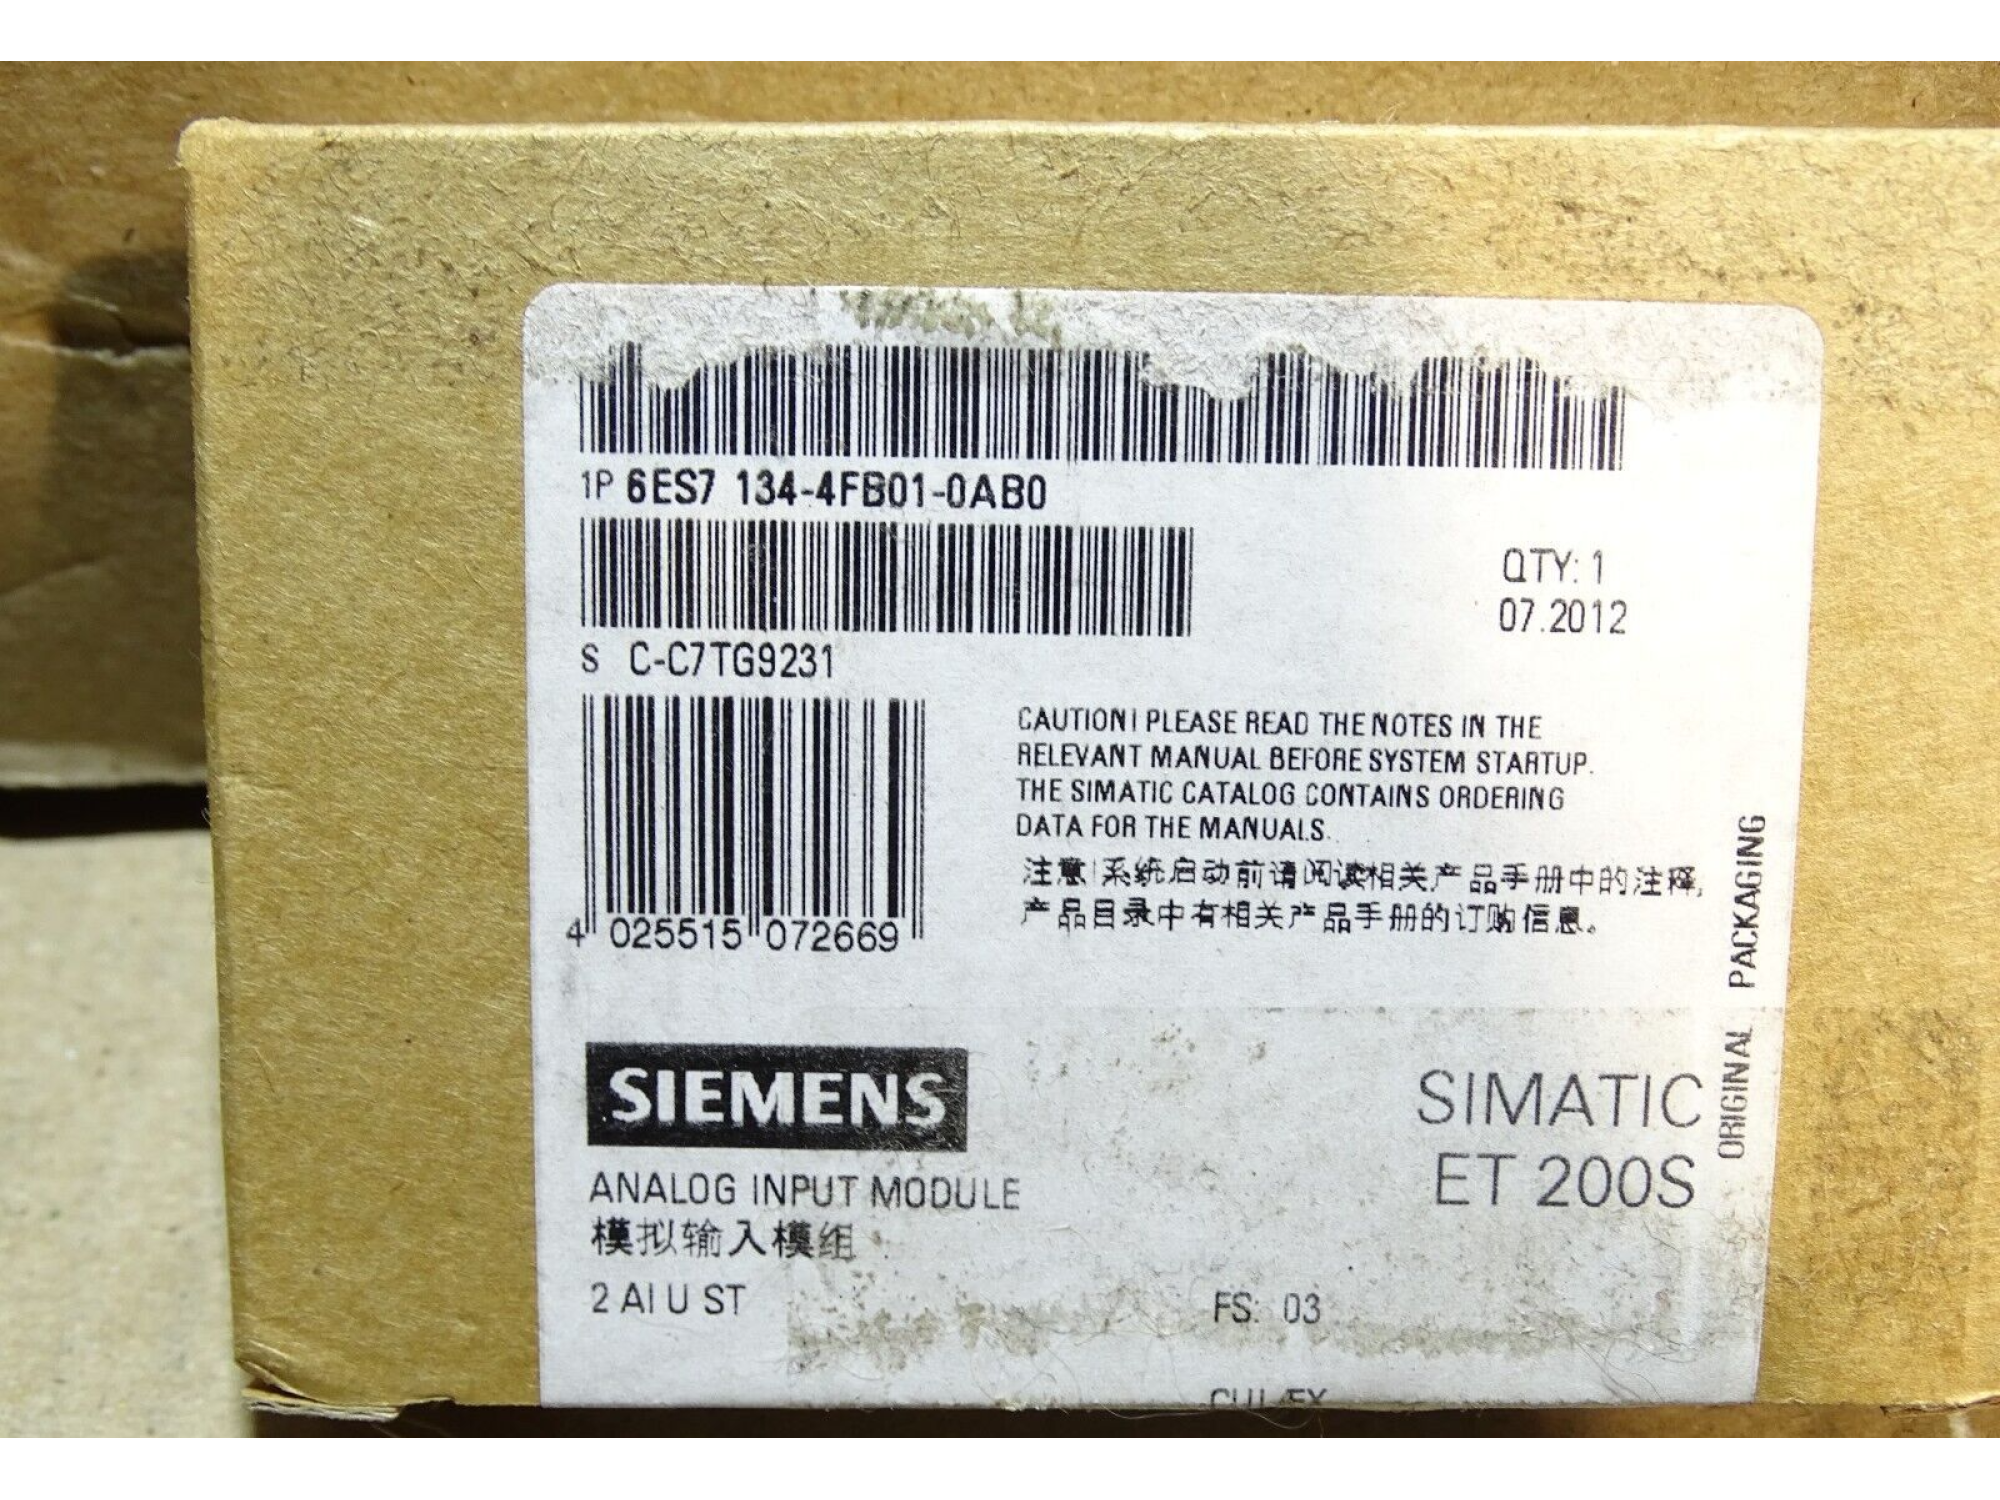 1P 6ES7 134-4FB01-0AB0
QTY: 1
07.2012
S C-C7TG9231
CAUTION! PLEASE READ THE NOTES IN THE
RELEVANT MANUAL BEFORE SYSTEM STARTUP.
THE SIMATIC CATALOG CONTAINS ORDERING
DATA FOR THE MANUALS.
注意!系统启动前请阅读相关产品手册中的注释,
产品目录中有相关产品手册的订购信息。
4 025515 072669
ORIGINAL PACKAGING
SIEMENS
SIMATIC
ET 200S
ANALOG INPUT MODULE
模拟输入模组
2 AI U ST
FS: 03